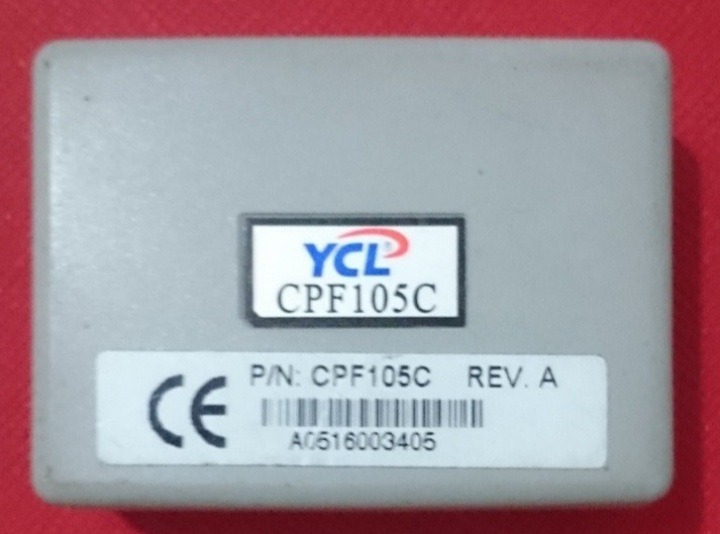 YCL®
CPF105C
CE
P/N: CPF105C REV. A
A0516003405